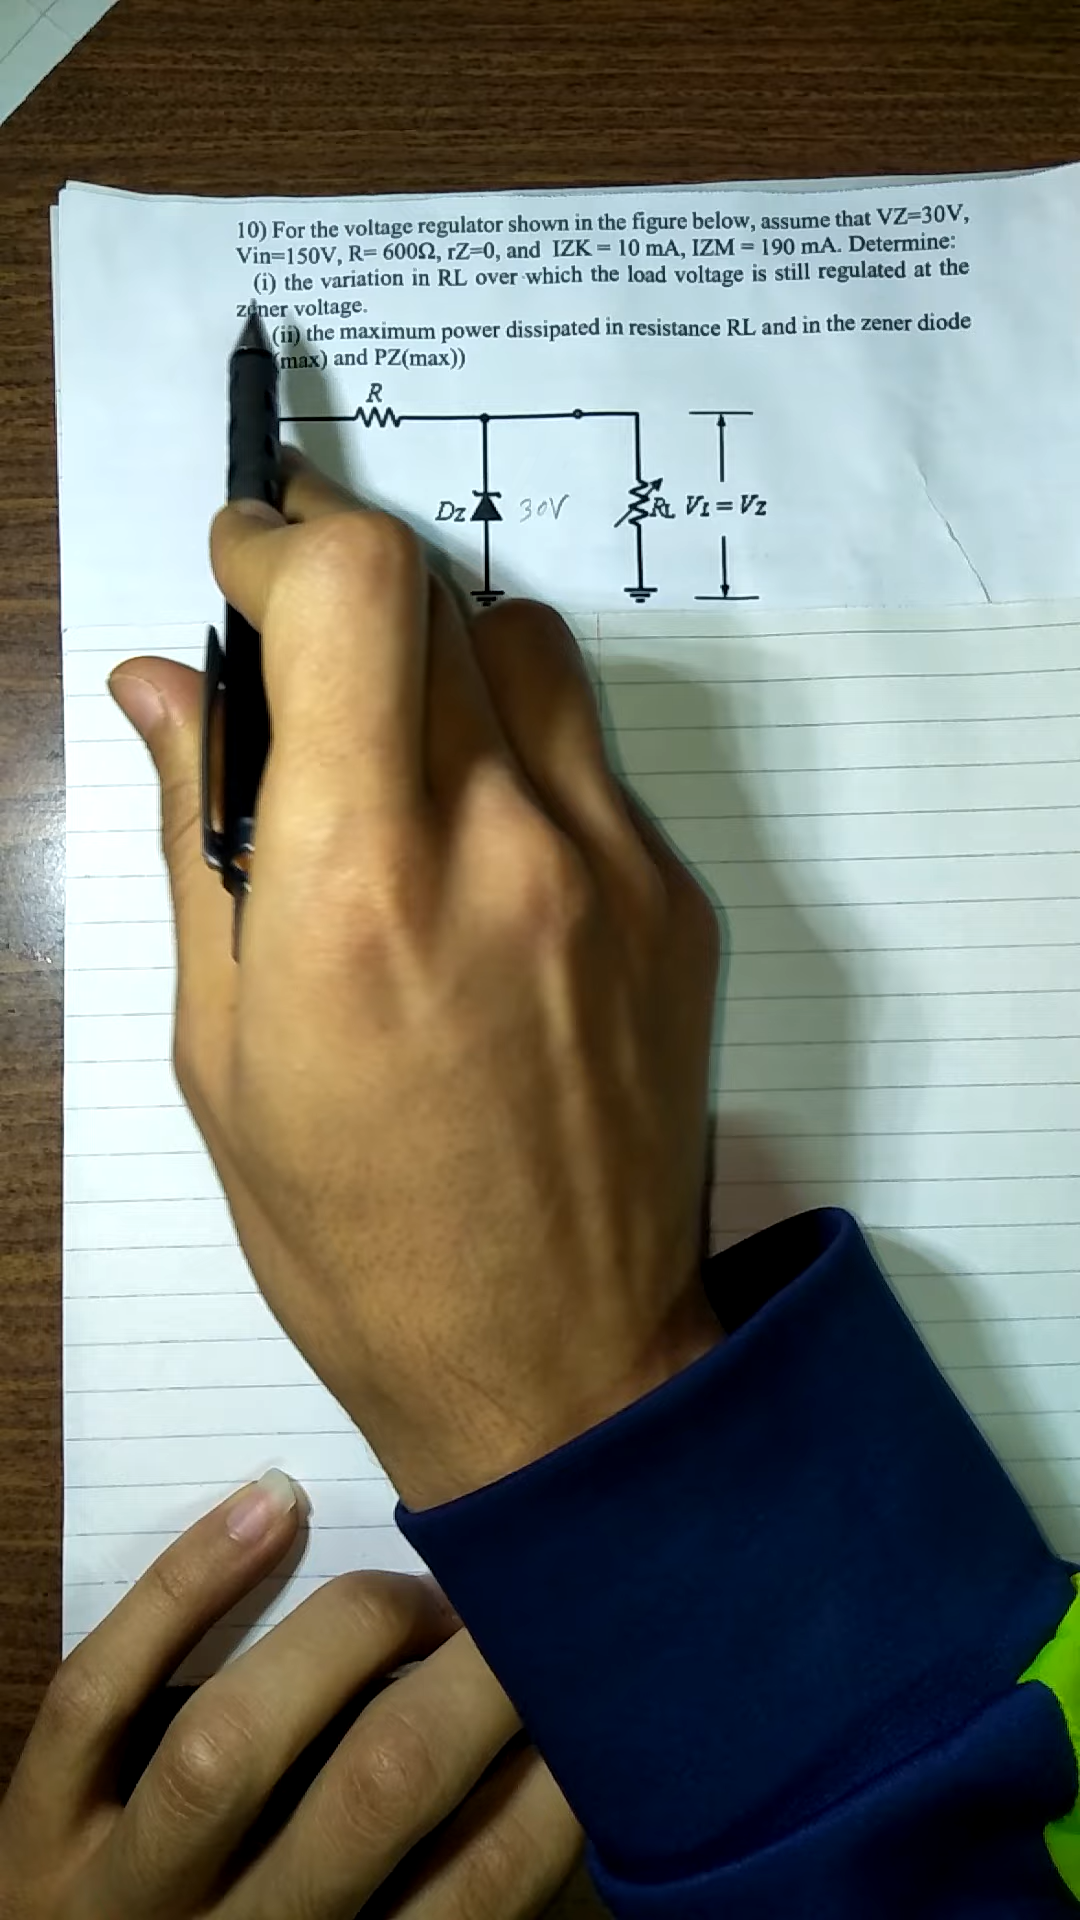 10) For the voltage regulator shown in the figure below, assume that VZ=30V,
Vin=150V, R= 600Ω, rZ=0, and IZK = 10 mA, IZM = 190 mA. Determine:
(i) the variation in RL over which the load voltage is still regulated at the
zener voltage.
(ii) the maximum power dissipated in resistance RL and in the zener diode
(max) and PZ(max))
R
DZ 30V RL VL = VZ